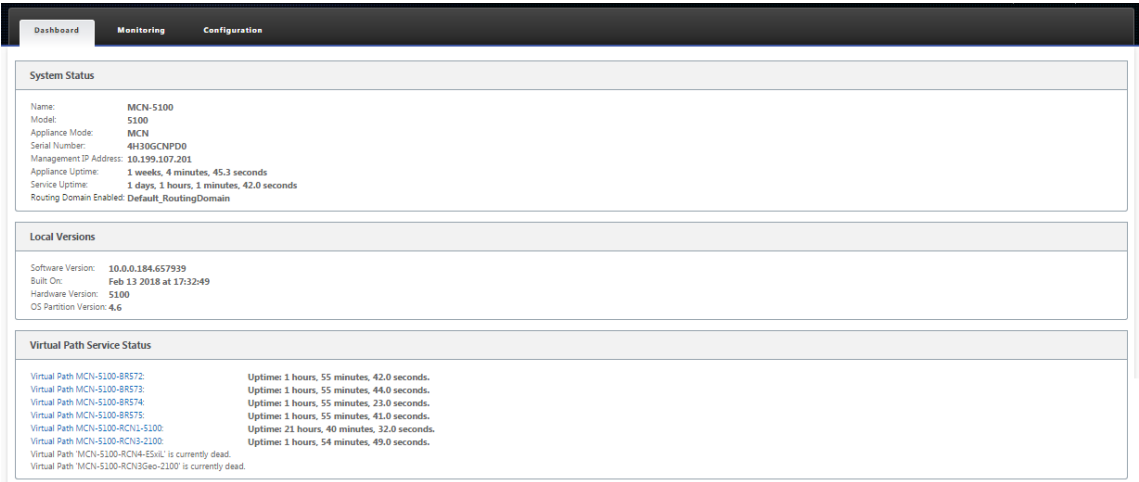 Dashboard Monitoring Configuration
System Status
Name: MCN-5100
Model: 5100
Appliance Mode: MCN
Serial Number: 4H30GCNPD0
Management IP Address: 10.199.107.201
Appliance Uptime: 1 weeks, 4 minutes, 45.3 seconds
Service Uptime: 1 days, 1 hours, 1 minutes, 42.0 seconds
Routing Domain Enabled: Default_RoutingDomain
Local Versions
Software Version: 10.0.0.184.657939
Built On: Feb 13 2018 at 17:32:49
Hardware Version: 5100
OS Partition Version: 4.6
Virtual Path Service Status
Virtual Path MCN-5100-BR572: Uptime: 1 hours, 55 minutes, 42.0 seconds.
Virtual Path MCN-5100-BR573: Uptime: 1 hours, 55 minutes, 44.0 seconds.
Virtual Path MCN-5100-BR574: Uptime: 1 hours, 55 minutes, 23.0 seconds.
Virtual Path MCN-5100-BR575: Uptime: 1 hours, 55 minutes, 41.0 seconds.
Virtual Path MCN-5100-RCN1-5100: Uptime: 21 hours, 40 minutes, 32.0 seconds.
Virtual Path MCN-5100-RCN3-2100: Uptime: 1 hours, 54 minutes, 49.0 seconds.
Virtual Path 'MCN-5100-RCN4-ESxiL' is currently dead.
Virtual Path 'MCN-5100-RCN3Geo-2100' is currently dead.